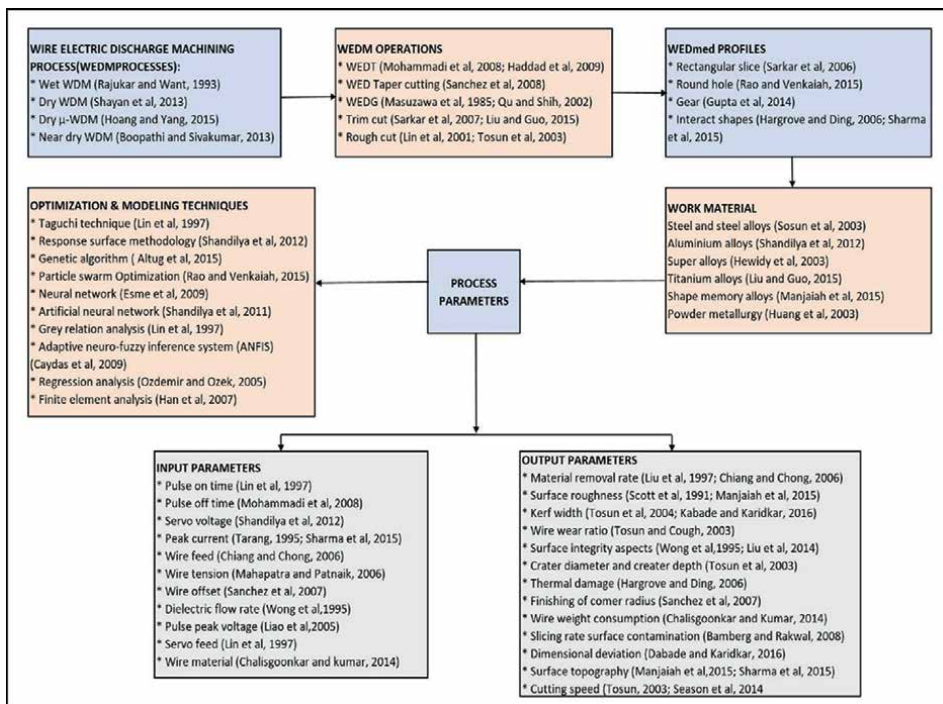 WIRE ELECTRIC DISCHARGE MACHINING
PROCESS(WEDMPROCESSES):
* Wet WDM (Rajukar and Want, 1993)
* Dry WDM (Shayan et al, 2013)
* Dry µ-WDM (Hoang and Yang, 2015)
* Near dry WDM (Boopathi and Sivakumar, 2013)
WEDM OPERATIONS
* WEDT (Mohammadi et al, 2008; Haddad et al, 2009)
* WED Taper cutting (Sanchez et al, 2008)
* WEDG (Masuzawa et al, 1985; Qu and Shih, 2002)
* Trim cut (Sarkar et al, 2007; Liu and Guo, 2015)
* Rough cut (Lin et al, 2001; Tosun et al, 2003)
WEDmed PROFILES
* Rectangular slice (Sarkar et al, 2006)
* Round hole (Rao and Venkaiah, 2015)
* Gear (Gupta et al, 2014)
* Interact shapes (Hargrove and Ding, 2006; Sharma
et al, 2015)
WORK MATERIAL
Steel and steel alloys (Sosun et al, 2003)
Aluminium alloys (Shandilya et al, 2012)
Super alloys (Hewidy et al, 2003)
Titanium alloys (Liu and Guo, 2015)
Shape memory alloys (Manjaiah et al, 2015)
Powder metallurgy (Huang et al, 2003)
PROCESS
PARAMETERS
OPTIMIZATION & MODELING TECHNIQUES
* Taguchi technique (Lin et al, 1997)
* Response surface methodology (Shandilya et al, 2012)
* Genetic algorithm ( Altug et al, 2015)
* Particle swarm Optimization (Rao and Venkaiah, 2015)
* Neural network (Esme et al, 2009)
* Artificial neural network (Shandilya et al, 2011)
* Grey relation analysis (Lin et al, 1997)
* Adaptive neuro-fuzzy inference system (ANFIS)
(Caydas et al, 2009)
* Regression analysis (Ozdemir and Ozek, 2005)
* Finite element analysis (Han et al, 2007)
INPUT PARAMETERS
* Pulse on time (Lin et al, 1997)
* Pulse off time (Mohammadi et al, 2008)
* Servo voltage (Shandilya et al, 2012)
* Peak current (Tarang, 1995; Sharma et al, 2015)
* Wire feed (Chiang and Chong, 2006)
* Wire tension (Mahapatra and Patnaik, 2006)
* Wire offset (Sanchez et al, 2007)
* Dielectric flow rate (Wong et al,1995)
* Pulse peak voltage (Liao et al,2005)
* Servo feed (Lin et al, 1997)
* Wire material (Chalisgoonkar and kumar, 2014)
OUTPUT PARAMETERS
* Material removal rate (Liu et al, 1997; Chiang and Chong, 2006)
* Surface roughness (Scott et al, 1991; Manjaiah et al, 2015)
* Kerf width (Tosun et al, 2004; Kabade and Karidkar, 2016)
* Wire wear ratio (Tosun and Cough, 2003)
* Surface integrity aspects (Wong et al,1995; Liu et al, 2014)
* Crater diameter and creater depth (Tosun et al, 2003)
* Thermal damage (Hargrove and Ding, 2006)
* Finishing of comer radius (Sanchez et al, 2007)
* Wire weight consumption (Chalisgoonkar and Kumar, 2014)
* Slicing rate surface contamination (Bamberg and Rakwal, 2008)
* Dimensional deviation (Dabade and Karidkar, 2016)
* Surface topography (Manjaiah et al,2015; Sharma et al, 2015)
* Cutting speed (Tosun, 2003; Season et al, 2014